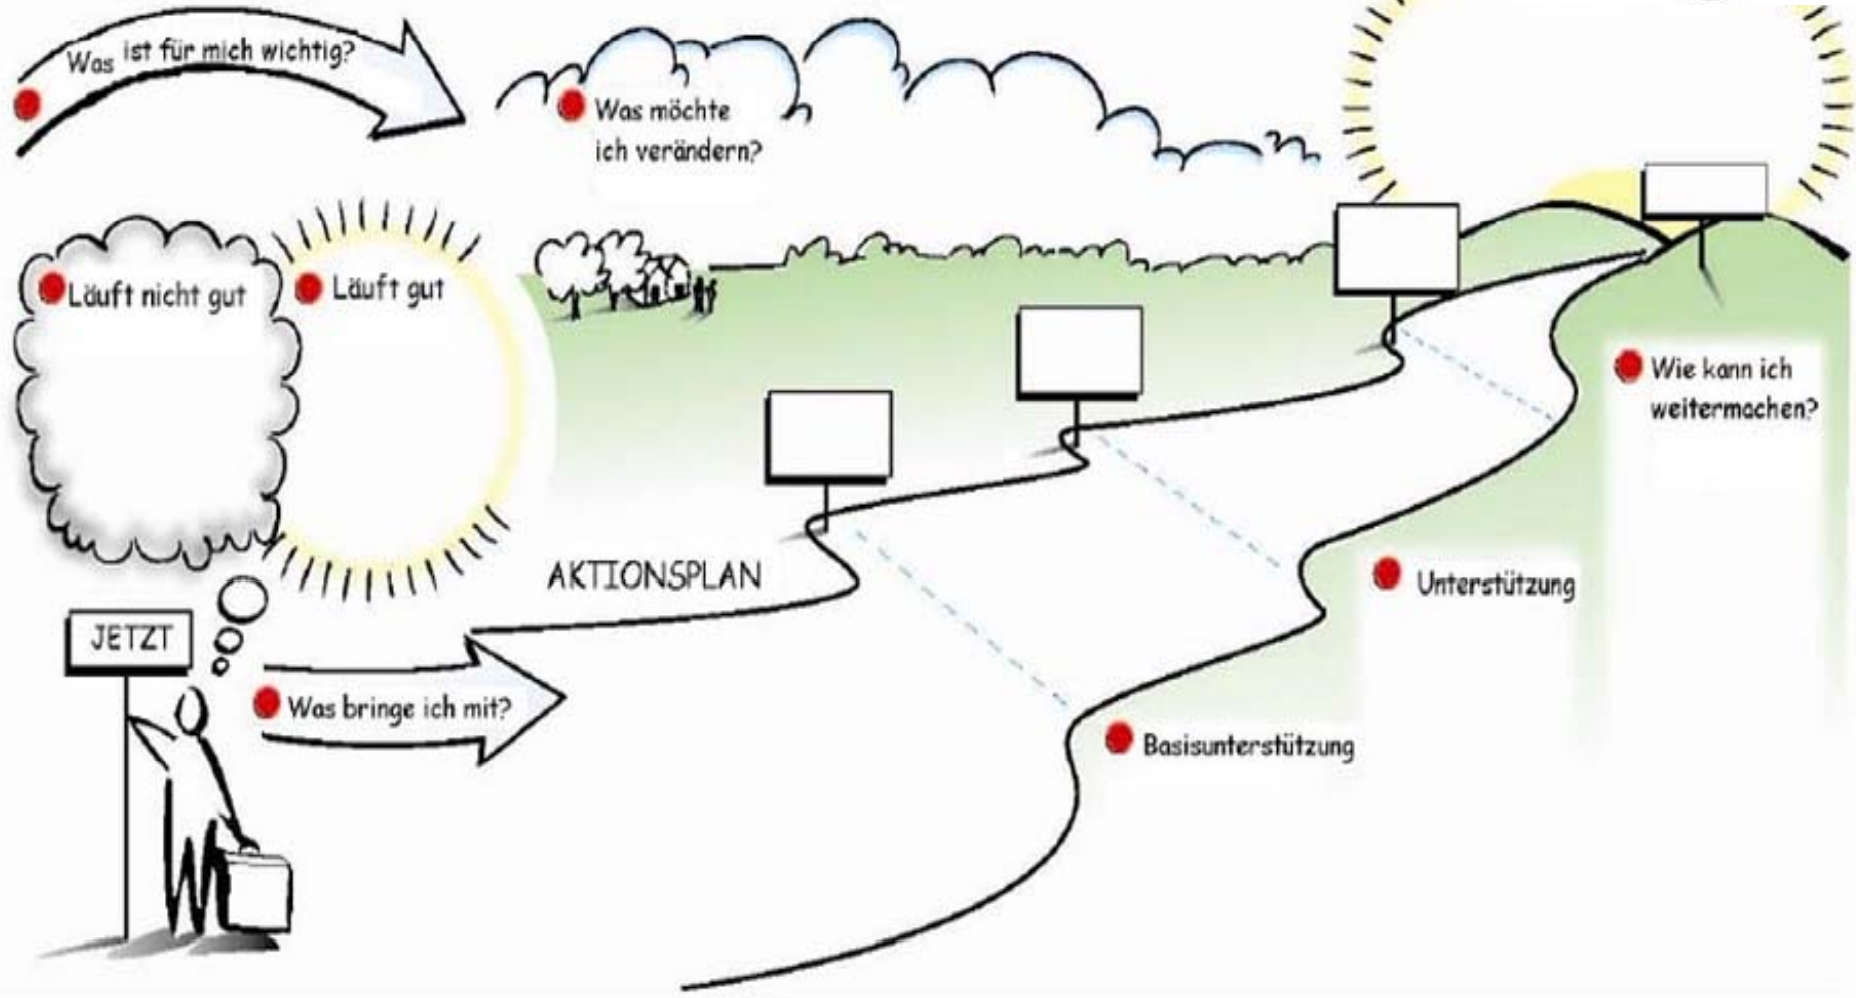 Was ist für mich wichtig?
Was möchte
ich verändern?
Läuft nicht gut
Läuft gut
Wie kann ich
weitermachen?
AKTIONSPLAN
Unterstützung
JETZT
Was bringe ich mit?
Basisunterstützung